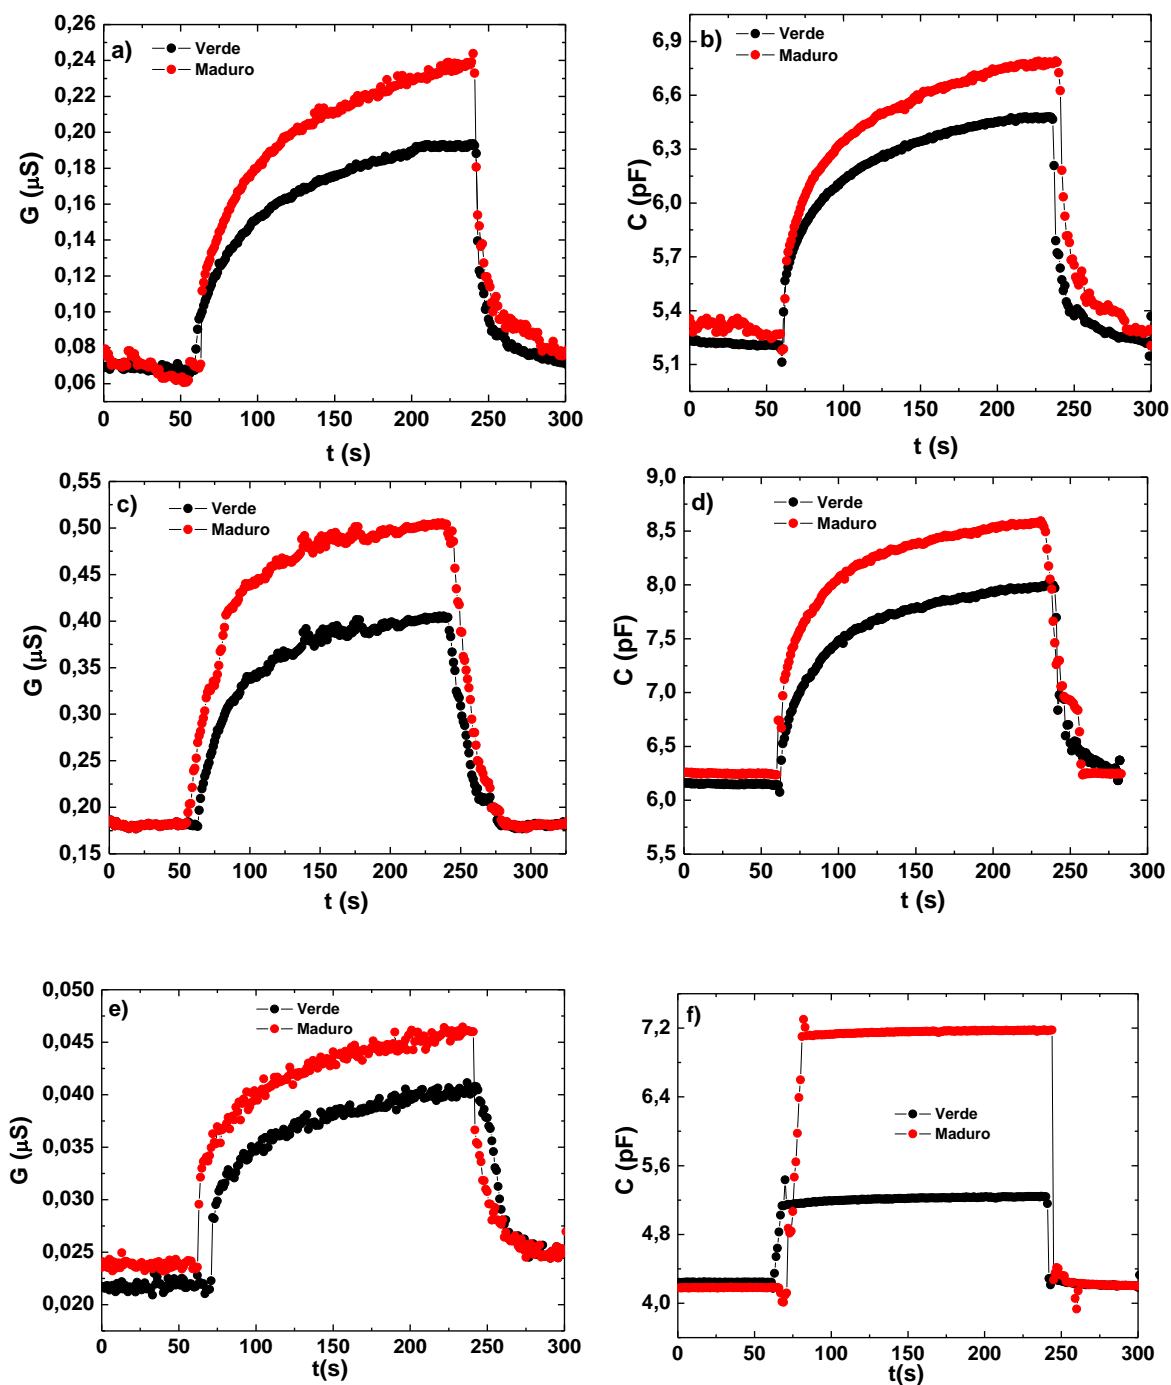 a)
Verde
Maduro
G (μS)
0,26
0,24
0,22
0,20
0,18
0,16
0,14
0,12
0,10
0,08
0,06
0 50 100 150 200 250 300
t (s)
b)
Verde
Maduro
C (pF)
6,9
6,6
6,3
6,0
5,7
5,4
5,1
0 50 100 150 200 250 300
t (s)
c)
Verde
Maduro
G (μS)
0,55
0,50
0,45
0,40
0,35
0,30
0,25
0,20
0,15
0 50 100 150 200 250 300
t (s)
d)
Verde
Maduro
C (pF)
9,0
8,5
8,0
7,5
7,0
6,5
6,0
5,5
0 50 100 150 200 250 300
t (s)
e)
Verde
Maduro
G (μS)
0,050
0,045
0,040
0,035
0,030
0,025
0,020
0 50 100 150 200 250 300
t(s)
f)
Verde
Maduro
C (pF)
7,2
6,4
5,6
4,8
4,0
0 50 100 150 200 250 300
t(s)